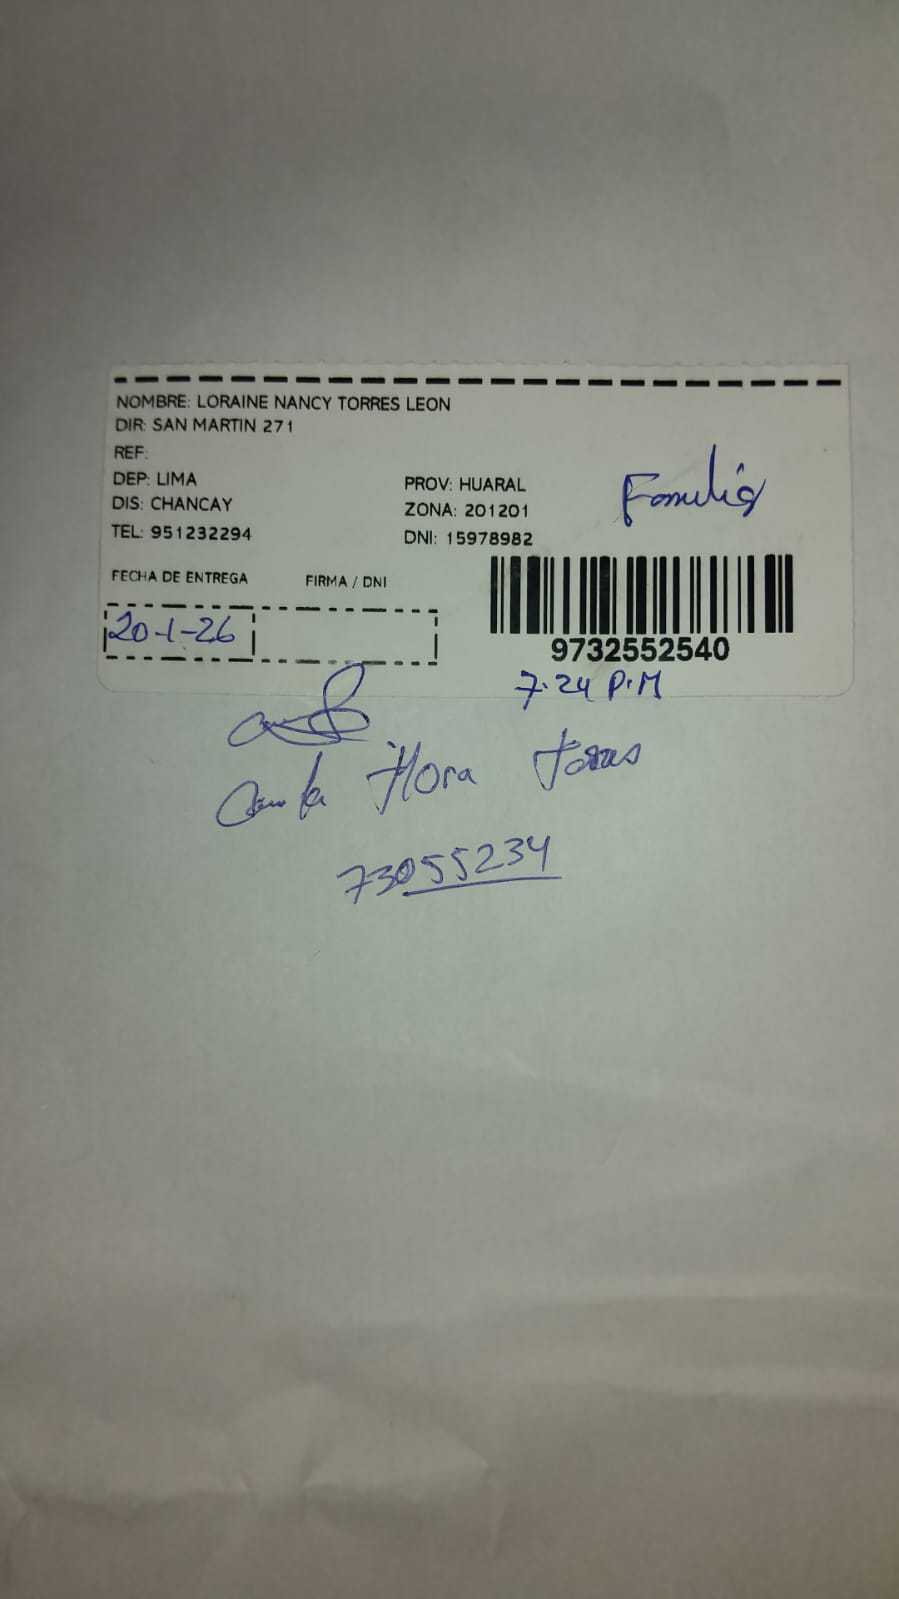 NOMBRE: LORAINE NANCY TORRES LEON
DIR: SAN MARTIN 271
REF:
DEP: LIMA PROV: HUARAL
DIS: CHANCAY ZONA: 201201
TEL: 951232294 DNI: 15978982
Familia
FECHA DE ENTREGA FIRMA / DNI
20-1-26
9732552540
7:24 P.M
Flora Torres
73055234